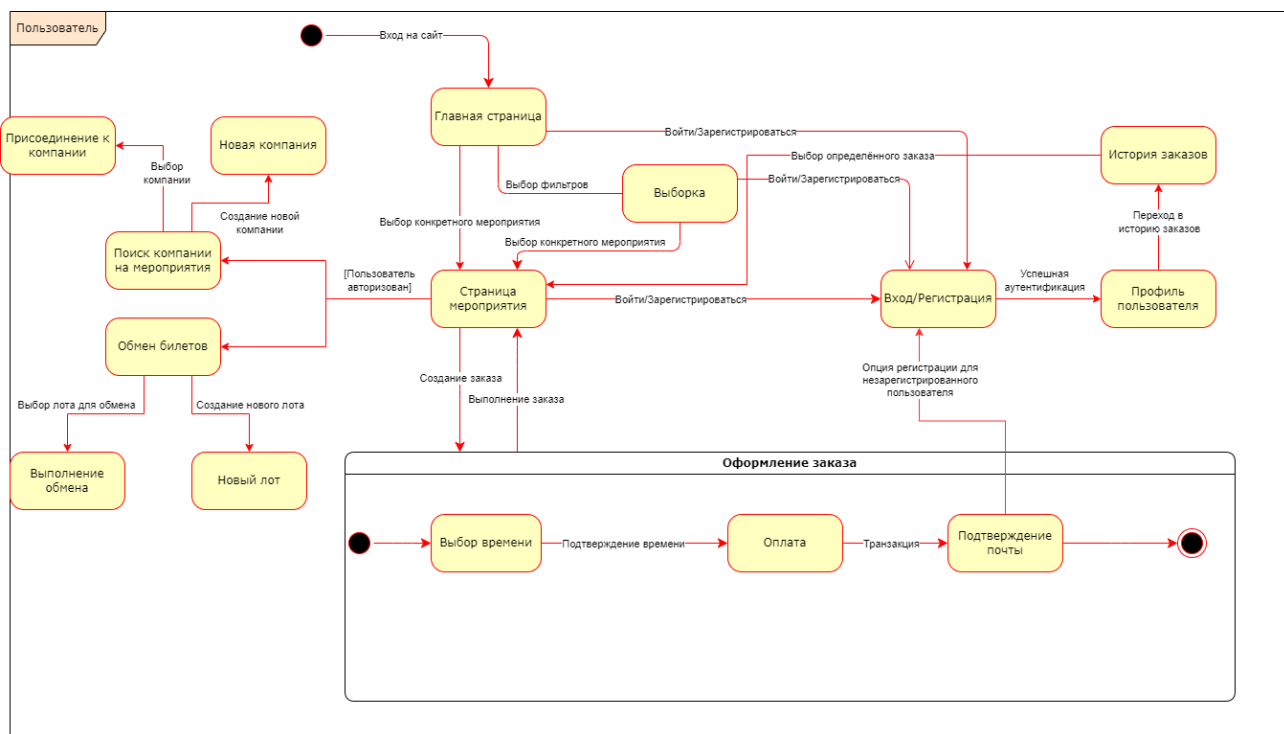 Пользователь
Вход на сайт
Главная страница
Войти/Зарегистрироваться
Присоединение к
компании
Новая компания
Выбор
компании
Создание новой
компании
Поиск компании
на мероприятия
Выбор фильтров
Выборка
Войти/Зарегистрироваться
Выбор определённого заказа
История заказов
Выбор конкретного мероприятия
Выбор конкретного мероприятия
Переход в
историю заказов
[Пользователь
авторизован]
Страница
мероприятия
Войти/Зарегистрироваться
Вход/Регистрация
Успешная
аутентификация
Профиль
пользователя
Обмен билетов
Выбор лота для обмена
Создание нового лота
Выполнение
обмена
Новый лот
Создание заказа
Выполнение заказа
Опция регистрации для
незарегистрированного
пользователя
Оформление заказа
Выбор времени
Подтверждение времени
Оплата
Транзакция
Подтверждение
почты